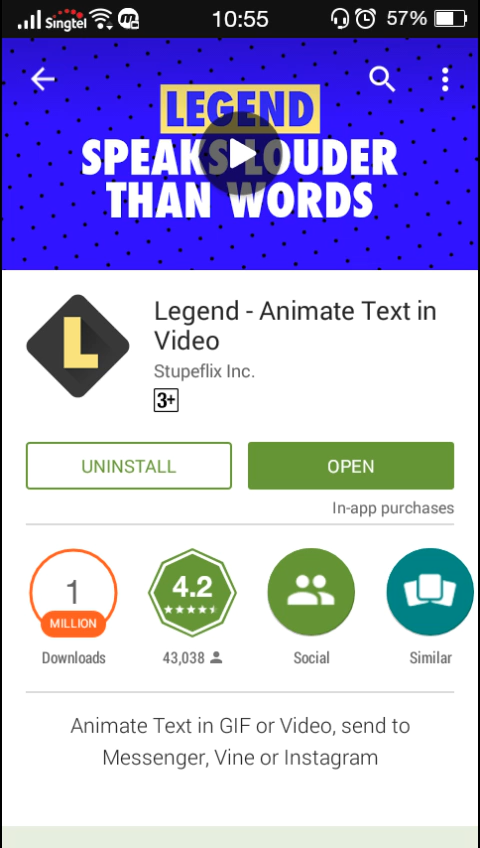 Singtel 10:55 57%
LEGEND
SPEAKS LOUDER
THAN WORDS
L
Legend - Animate Text in
Video
Stupeflix Inc.
3+
UNINSTALL OPEN
In-app purchases
1 4.2
MILLION
Downloads 43,038 Social Similar
Animate Text in GIF or Video, send to
Messenger, Vine or Instagram